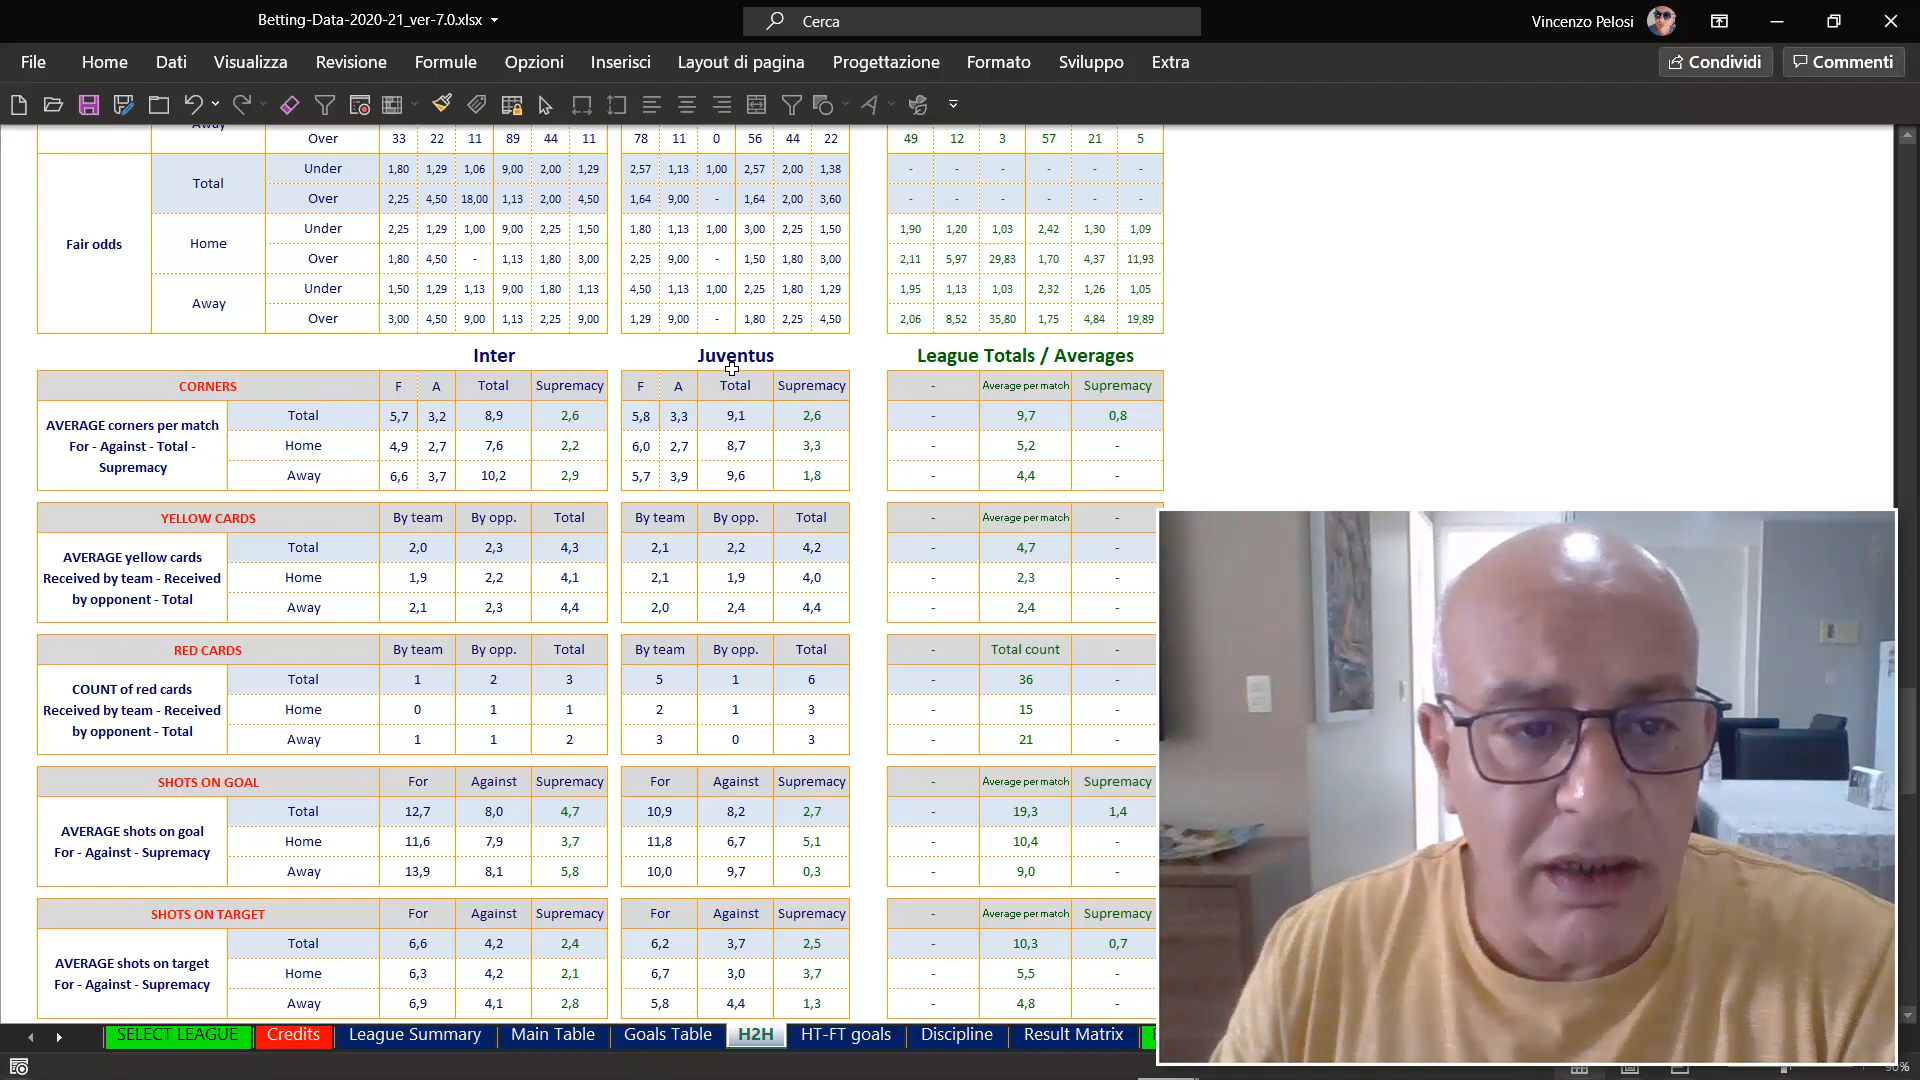 Betting-Data-2020-21_ver-7.0.xlsx
Cerca
Vincenzo Pelosi
File Home Dati Visualizza Revisione Formule Opzioni Inserisci Layout di pagina Progettazione Formato Sviluppo Extra Condividi Commenti
Over 33 22 11 89 44 11 78 11 0 56 44 22 49 12 3 57 21 5
Fair odds
Total Under 1,80 1,29 1,06 9,00 2,00 1,29 2,57 1,13 1,00 2,57 2,00 1,38 - - - - - -
Over 2,25 4,50 18,00 1,13 2,00 4,50 1,64 9,00 - 1,64 2,00 3,60 - - - - - -
Home Under 2,25 1,29 1,00 9,00 2,25 1,50 1,80 1,13 1,00 3,00 2,25 1,50 1,90 1,20 1,03 2,42 1,30 1,09
Over 1,80 4,50 - 1,13 1,80 3,00 2,25 9,00 - 1,50 1,80 3,00 2,11 5,97 29,83 1,70 4,37 11,93
Away Under 1,50 1,29 1,13 9,00 1,80 1,13 4,50 1,13 1,00 2,25 1,80 1,29 1,95 1,13 1,03 2,32 1,26 1,05
Over 3,00 4,50 9,00 1,13 2,25 9,00 1,29 9,00 - 1,80 2,25 4,50 2,06 8,52 35,80 1,75 4,84 19,89
Inter Juventus League Totals / Averages
CORNERS F A Total Supremacy F A Total Supremacy - Average per match Supremacy
AVERAGE corners per match
For - Against - Total -
Supremacy
Total 5,7 3,2 8,9 2,6 5,8 3,3 9,1 2,6 - 9,7 0,8
Home 4,9 2,7 7,6 2,2 6,0 2,7 8,7 3,3 - 5,2 -
Away 6,6 3,7 10,2 2,9 5,7 3,9 9,6 1,8 - 4,4 -
YELLOW CARDS By team By opp. Total By team By opp. Total - Average per match -
AVERAGE yellow cards
Received by team - Received
by opponent - Total
Total 2,0 2,3 4,3 2,1 2,2 4,2 - 4,7 -
Home 1,9 2,2 4,1 2,1 1,9 4,0 - 2,3 -
Away 2,1 2,3 4,4 2,0 2,4 4,4 - 2,4 -
RED CARDS By team By opp. Total By team By opp. Total - Total count -
COUNT of red cards
Received by team - Received
by opponent - Total
Total 1 2 3 5 1 6 - 36 -
Home 0 1 1 2 1 3 - 15 -
Away 1 1 2 3 0 3 - 21 -
SHOTS ON GOAL For Against Supremacy For Against Supremacy - Average per match Supremacy
AVERAGE shots on goal
For - Against - Supremacy
Total 12,7 8,0 4,7 10,9 8,2 2,7 - 19,3 1,4
Home 11,6 7,9 3,7 11,8 6,7 5,1 - 10,4 -
Away 13,9 8,1 5,8 10,0 9,7 0,3 - 9,0 -
SHOTS ON TARGET For Against Supremacy For Against Supremacy - Average per match Supremacy
AVERAGE shots on target
For - Against - Supremacy
Total 6,6 4,2 2,4 6,2 3,7 2,5 - 10,3 0,7
Home 6,3 4,2 2,1 6,7 3,0 3,7 - 5,5 -
Away 6,9 4,1 2,8 5,8 4,4 1,3 - 4,8 -
SELECT LEAGUE Credits League Summary Main Table Goals Table H2H HT-FT goals Discipline Result Matrix